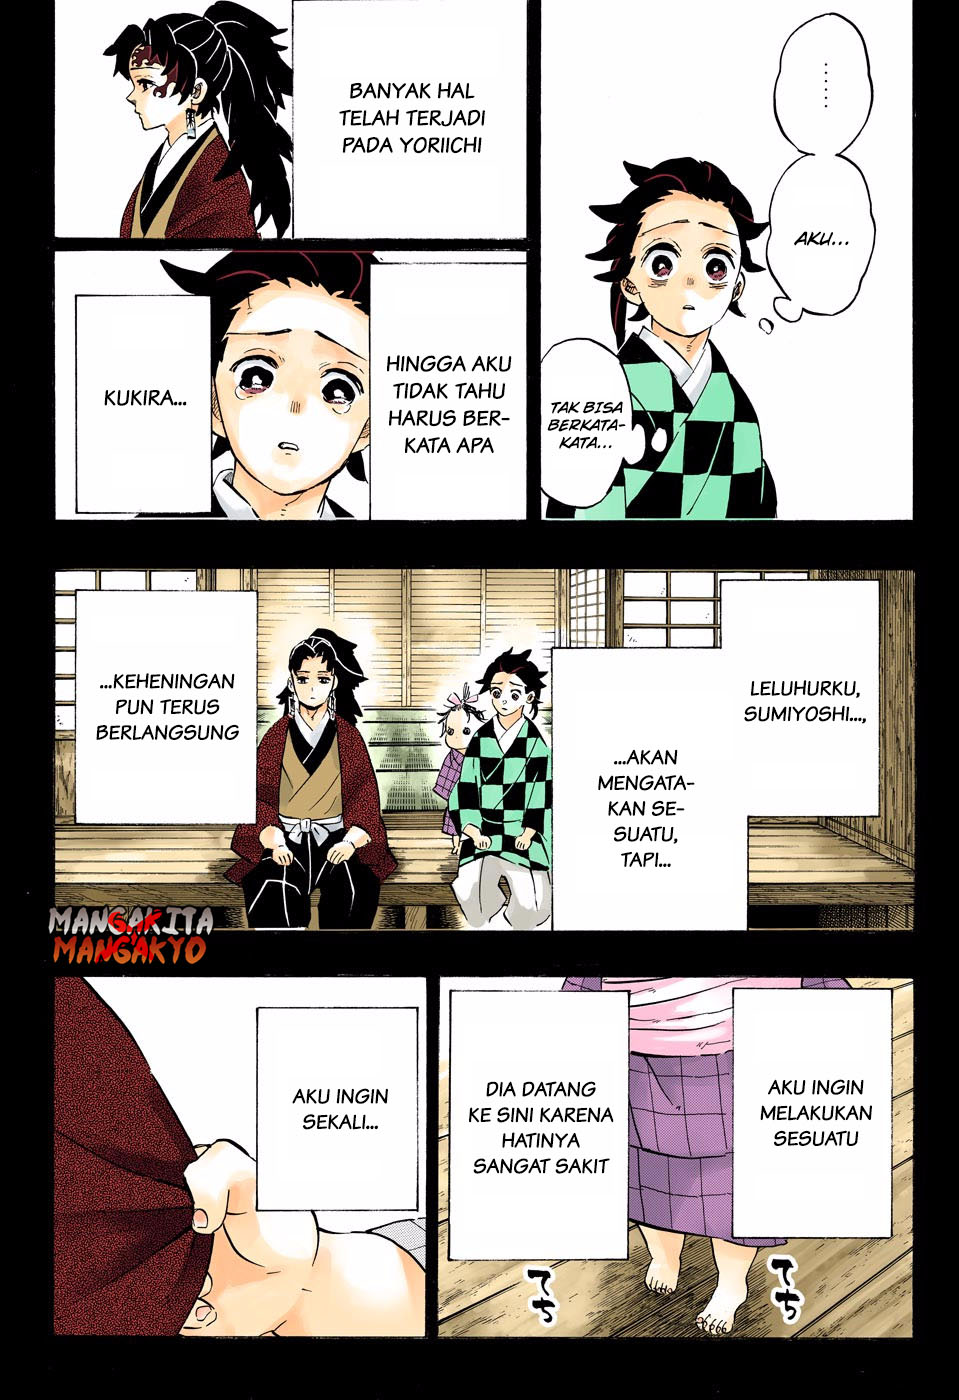 ......
AKU...
TAK BISA
BERKATA-
KATA...
BANYAK HAL
TELAH TERJADI
PADA YORIICHI
HINGGA AKU
TIDAK TAHU
HARUS BER-
KATA APA
KUKIRA...
LELUHURKU,
SUMIYOSHI...,
...AKAN
MENGATA-
KAN SE-
SUATU,
TAPI...
...KEHENINGAN
PUN TERUS
BERLANGSUNG
MANGAKITA
MANGAKYO
AKU INGIN
MELAKUKAN
SESUATU
DIA DATANG
KE SINI KARENA
HATINYA
SANGAT SAKIT
てち
てち
AKU INGIN
SEKALI...